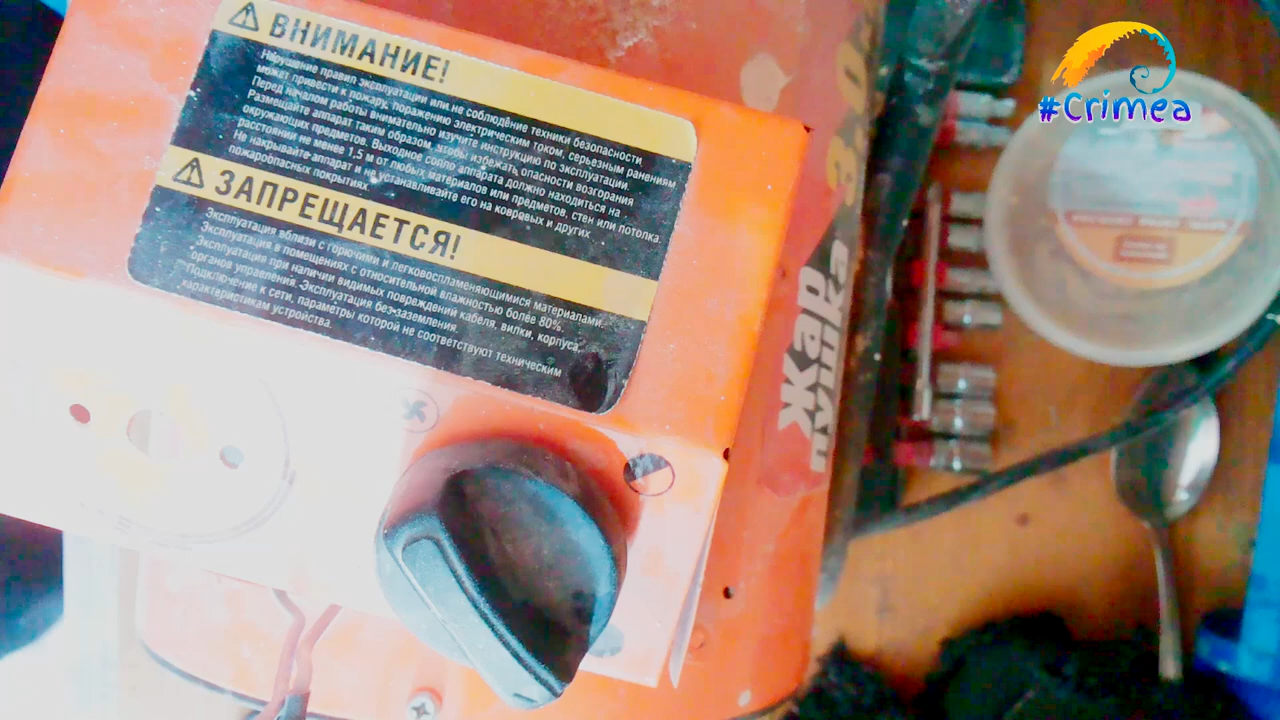 ВНИМАНИЕ!
Нарушение правил эксплуатации или не соблюдение техники безопасности
может привести к пожару, поражению электрическим током, серьезным ранениям
Перед началом работы внимательно изучите инструкцию по эксплуатации.
Размещайте аппарат таким образом, чтобы избежать опасности возгорания
окружающих предметов. Выходное сопло аппарата должно находиться на
расстоянии не менее 1,5 м от любых материалов или предметов, стен или потолка.
Не накрывайте аппарат и не устанавливайте его на ковровых и других
пожароопасных покрытиях.
ЗАПРЕЩАЕТСЯ!
Эксплуатация вблизи с горючими и легковоспламеняющимися материалами.
Эксплуатация в помещениях с относительной влажностью более 80%.
Эксплуатация при наличии видимых повреждений кабеля, вилки, корпуса,
органов управления. Эксплуатация без заземления.
Подключение к сети, параметры которой не соответствуют техническим
характеристикам устройства.
Жар
пушка
#Crimea